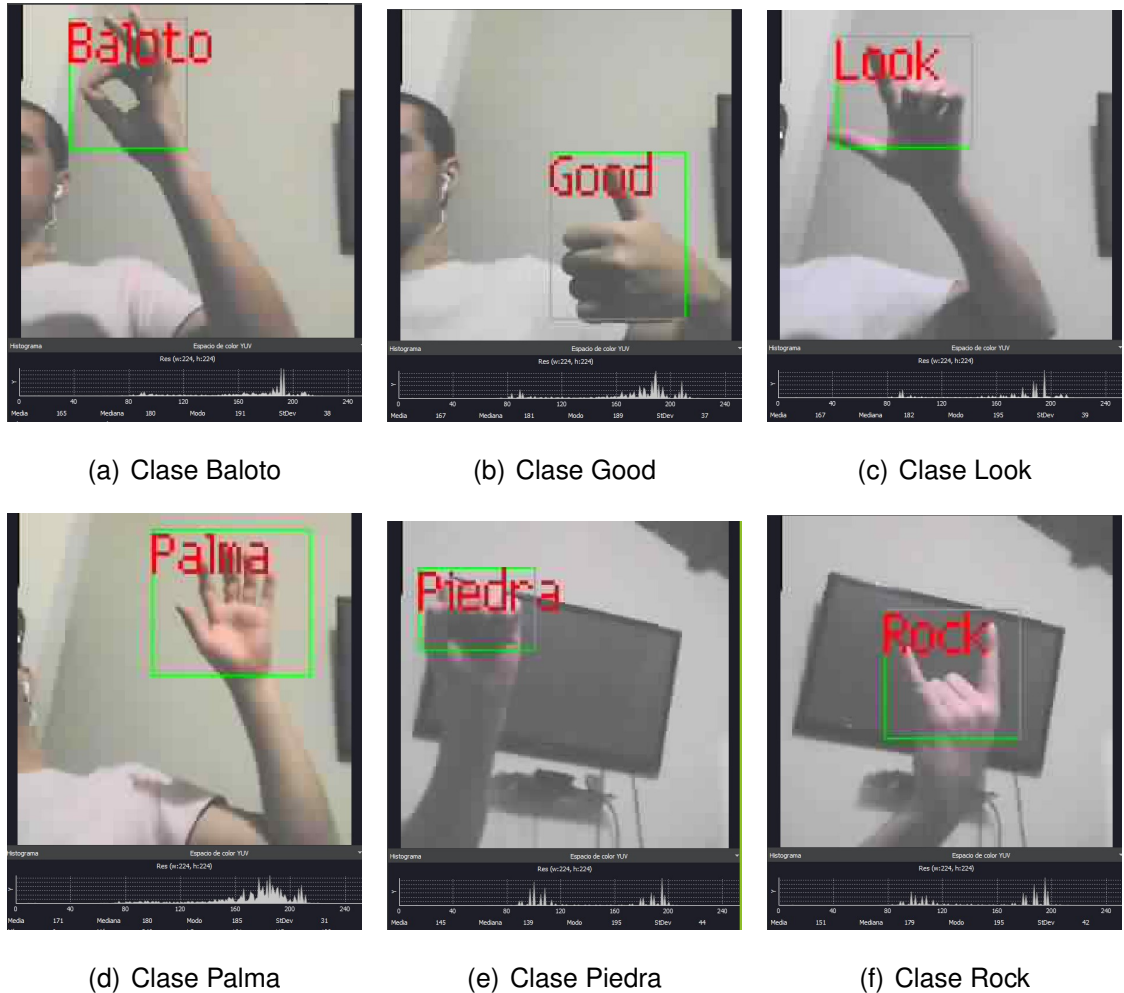 Baloto
Histograma Espacio de color YUV
Res (w:224, h:224)
Y
0 40 80 120 160 200 240
Media 165 Mediana 180 Modo 191 StDev 38
(a) Clase Baloto
Good
Histograma Espacio de color YUV
Res (w:224, h:224)
Y
0 40 80 120 160 200 240
Media 167 Mediana 181 Modo 189 StDev 37
(b) Clase Good
Look
Histograma Espacio de color YUV
Res (w:224, h:224)
Y
0 40 80 120 160 200 240
Media 167 Mediana 182 Modo 195 StDev 39
(c) Clase Look
Palma
Histograma Espacio de color YUV
Res (w:224, h:224)
Y
0 40 80 120 160 200 240
Media 171 Mediana 180 Modo 185 StDev 31
(d) Clase Palma
Piedra
Histograma Espacio de color YUV
Res (w:224, h:224)
Y
0 40 80 120 160 200 240
Media 145 Mediana 139 Modo 195 StDev 44
(e) Clase Piedra
Rock
Histograma Espacio de color YUV
Res (w:224, h:224)
Y
0 40 80 120 160 200 240
Media 151 Mediana 179 Modo 195 StDev 42
(f) Clase Rock